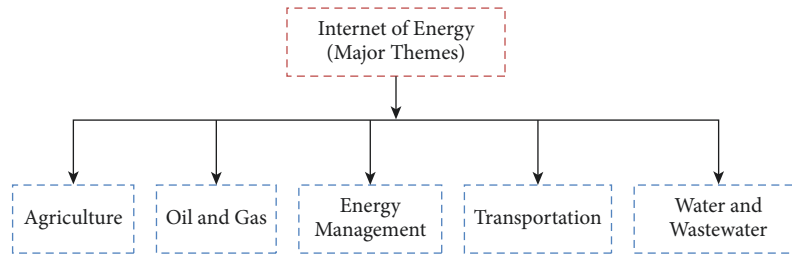 Internet of Energy
(Major Themes)
Agriculture
Oil and Gas
Energy
Management
Transportation
Water and
Wastewater